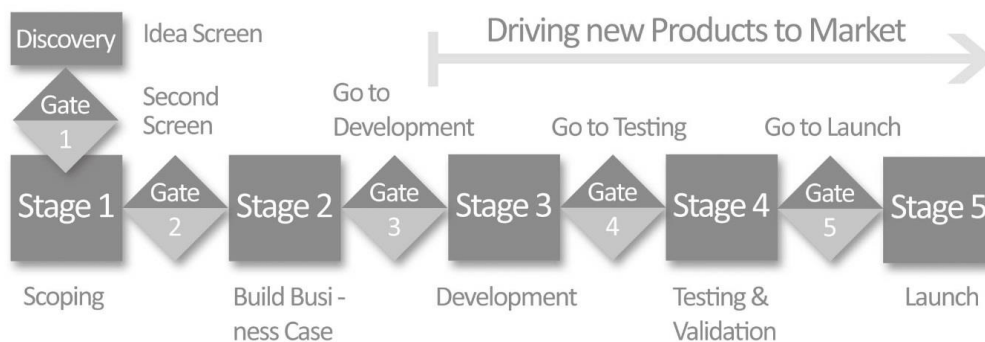 Discovery
Idea Screen
Driving new Products to Market
Gate
1
Second
Screen
Go to
Development
Go to Testing
Go to Launch
Stage 1
Gate
2
Stage 2
Gate
3
Stage 3
Gate
4
Stage 4
Gate
5
Stage 5
Scoping
Build Busi -
ness Case
Development
Testing &
Validation
Launch